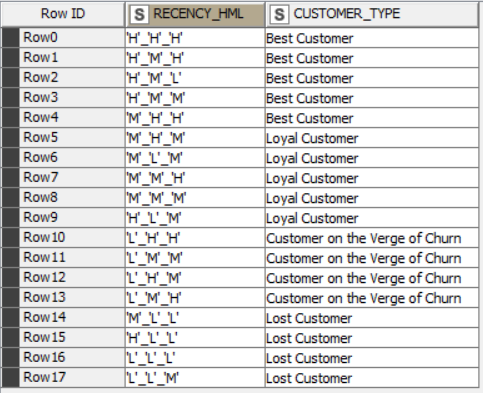 Row ID S RECENCY_HML S CUSTOMER_TYPE
Row0 'H'_'H'_'H' Best Customer
Row1 'H'_'M'_'H' Best Customer
Row2 'H'_'M'_'L' Best Customer
Row3 'H'_'M'_'M' Best Customer
Row4 'M'_'H'_'H' Best Customer
Row5 'M'_'H'_'M' Loyal Customer
Row6 'M'_'L'_'M' Loyal Customer
Row7 'M'_'M'_'H' Loyal Customer
Row8 'M'_'M'_'M' Loyal Customer
Row9 'H'_'L'_'M' Loyal Customer
Row10 'L'_'H'_'H' Customer on the Verge of Churn
Row11 'L'_'M'_'M' Customer on the Verge of Churn
Row12 'L'_'H'_'M' Customer on the Verge of Churn
Row13 'L'_'M'_'H' Customer on the Verge of Churn
Row14 'M'_'L'_'L' Lost Customer
Row15 'H'_'L'_'L' Lost Customer
Row16 'L'_'L'_'L' Lost Customer
Row17 'L'_'L'_'M' Lost Customer